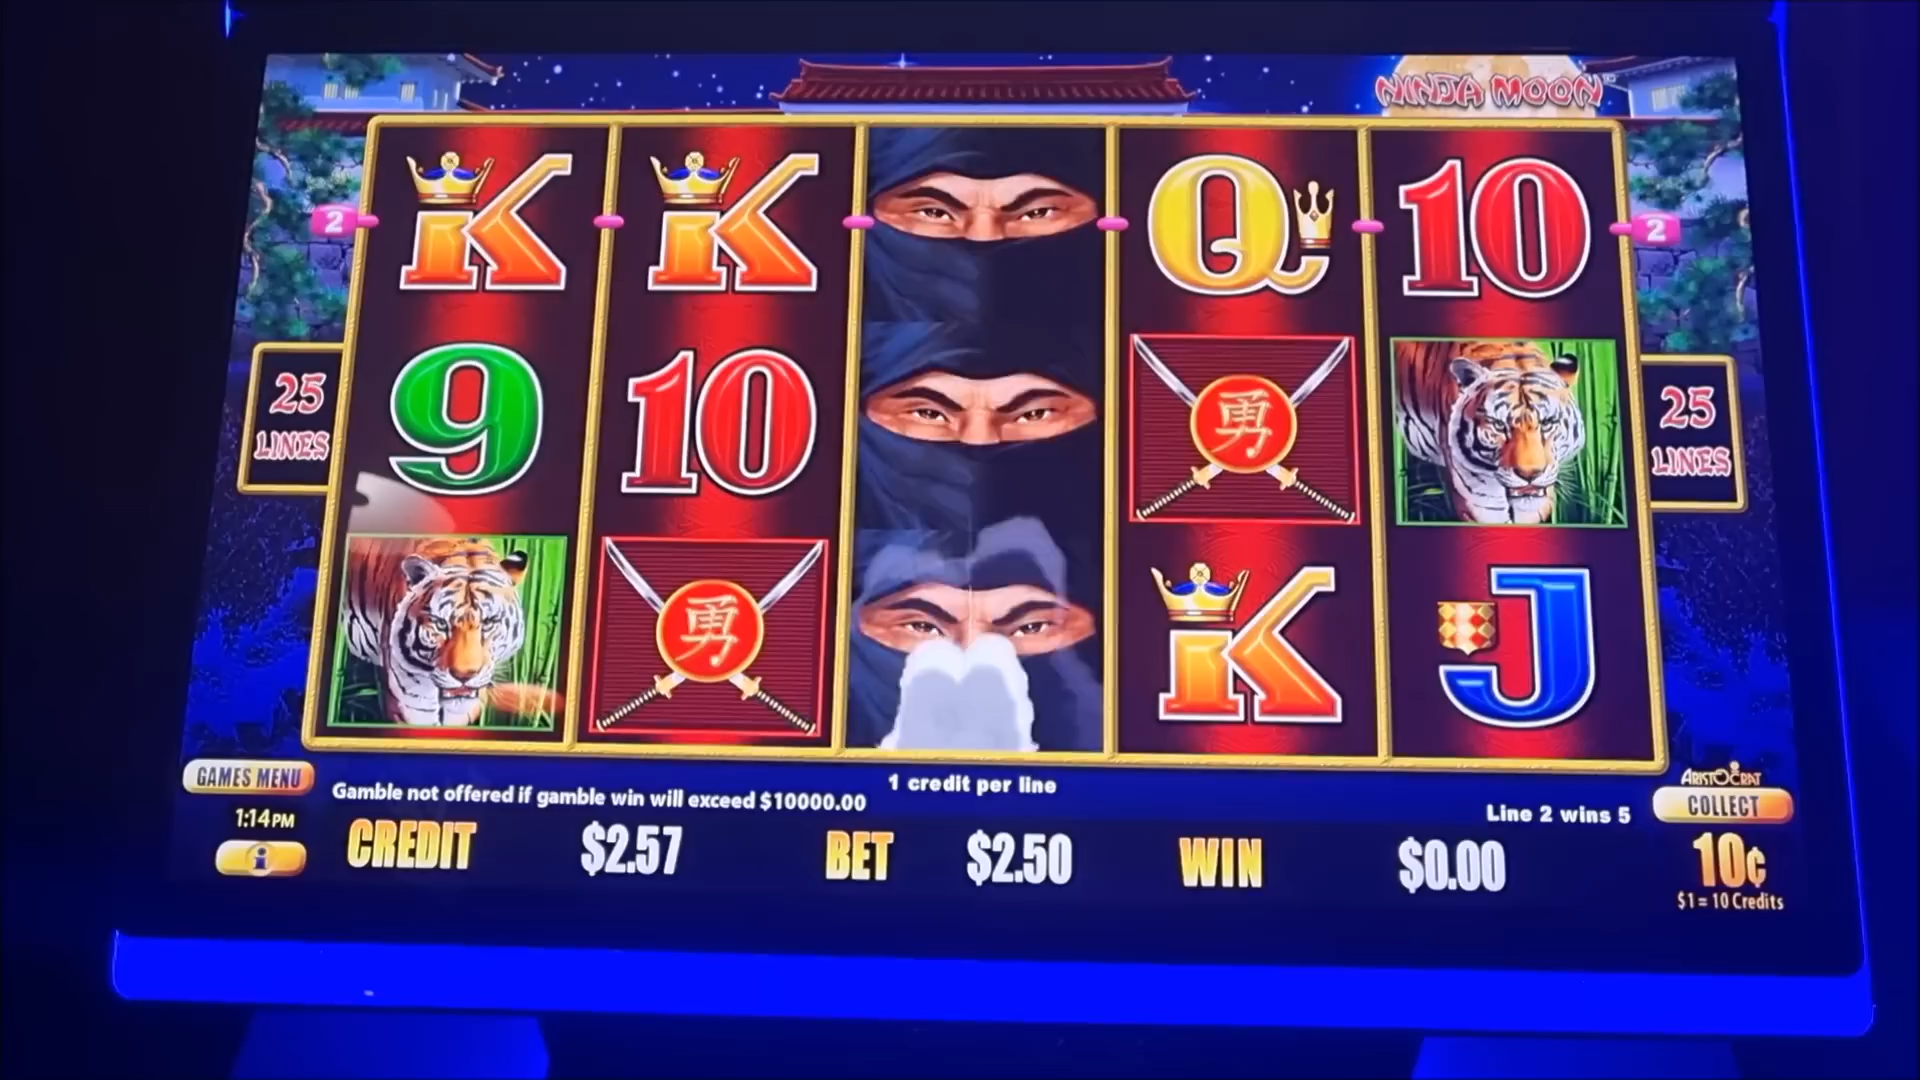 NINJA MOON
K K Q 10
2 2
9 10 勇
25 LINES
25 LINES
勇 K J
GAMES MENU
Gamble not offered if gamble win will exceed $10000.00
1 credit per line
Line 2 wins 5
ARISTOCRAT
COLLECT
1:14PM
i
CREDIT $2.57 BET $2.50 WIN $0.00
10¢
$1 = 10 Credits